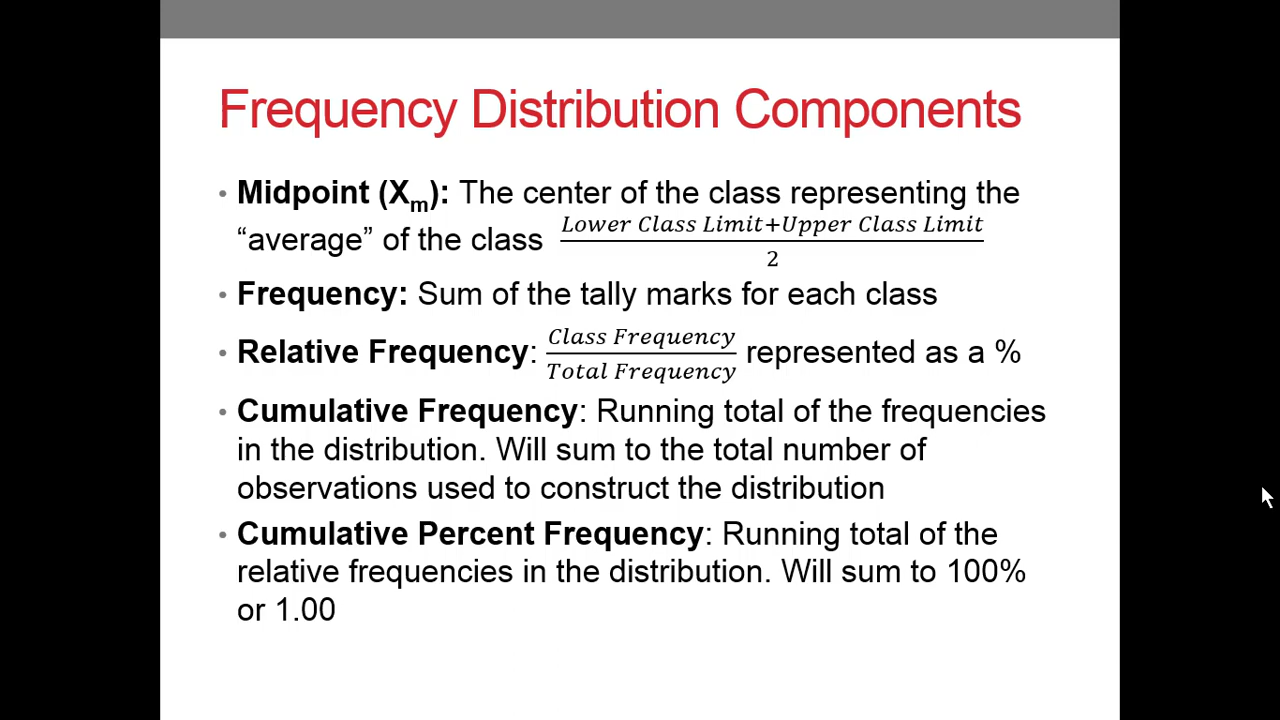 Frequency Distribution Components
• Midpoint (Xm): The center of the class representing the
“average” of the class Lower Class Limit+Upper Class Limit
2
• Frequency: Sum of the tally marks for each class
• Relative Frequency: Class Frequency
Total Frequency represented as a %
• Cumulative Frequency: Running total of the frequencies
in the distribution. Will sum to the total number of
observations used to construct the distribution
• Cumulative Percent Frequency: Running total of the
relative frequencies in the distribution. Will sum to 100%
or 1.00